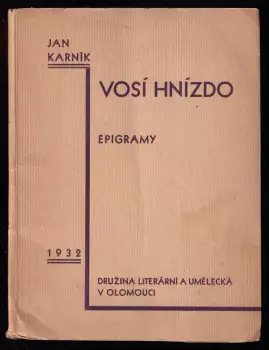 JAN
KARNÍK
VOSÍ HNÍZDO
EPIGRAMY
1932
DRUŽINA LITERÁRNÍ A UMĚLECKÁ
V OLOMOUCI